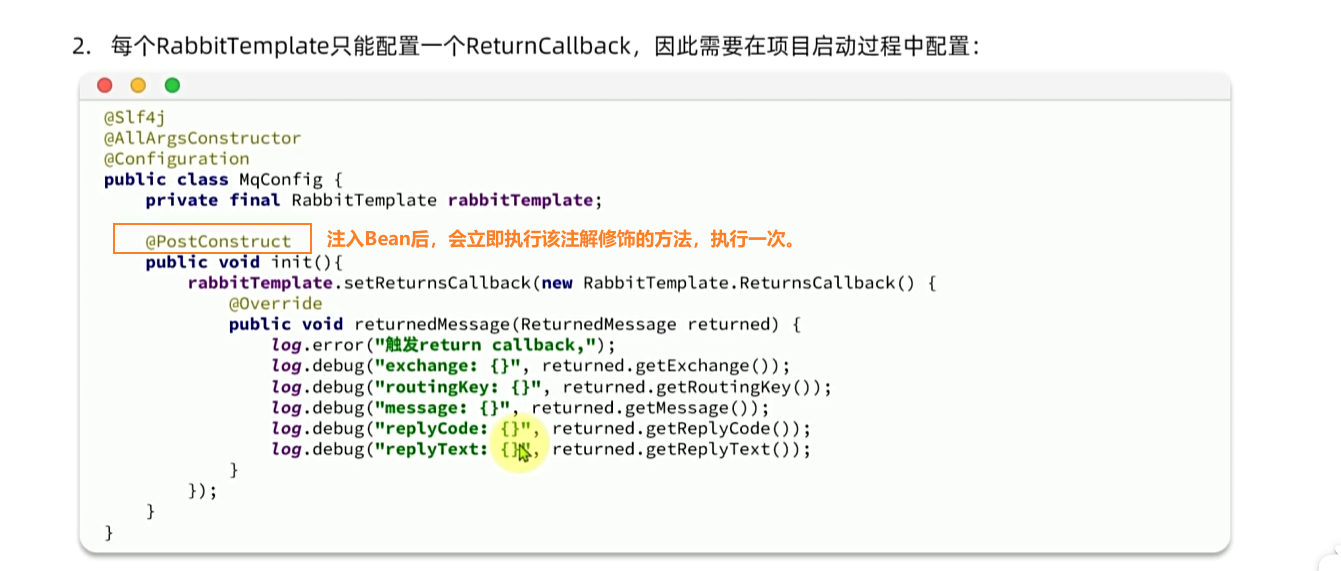 2. 每个RabbitTemplate只能配置一个ReturnCallback，因此需要在项目启动过程中配置：
@Slf4j
@AllArgsConstructor
@Configuration
public class MqConfig {
private final RabbitTemplate rabbitTemplate;
@PostConstruct 注入Bean后，会立即执行该注解修饰的方法，执行一次。
public void init(){
rabbitTemplate.setReturnsCallback(new RabbitTemplate.ReturnsCallback() {
@Override
public void returnedMessage(ReturnedMessage returned) {
log.error("触发return callback,");
log.debug("exchange: {}", returned.getExchange());
log.debug("routingKey: {}", returned.getRoutingKey());
log.debug("message: {}", returned.getMessage());
log.debug("replyCode: {}", returned.getReplyCode());
log.debug("replyText: {}", returned.getReplyText());
}
});
}
}